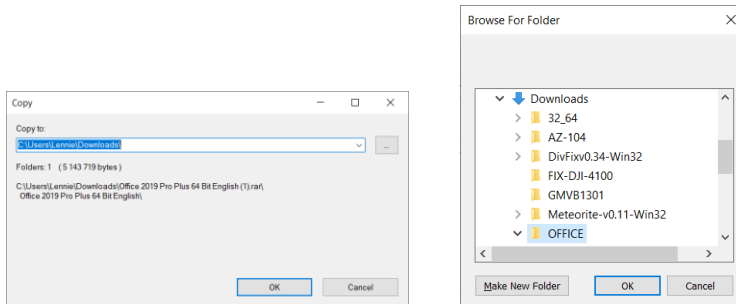 Copy
Copy to:
C:\Users\Lennie\Downloads\
...
Folders: 1 ( 5 143 719 bytes )
C:\Users\Lennie\Downloads\Office 2019 Pro Plus 64 Bit English (1).rar\
Office 2019 Pro Plus 64 Bit English\
OK
Cancel
Browse For Folder
Downloads
32_64
AZ-104
DivFixv0.34-Win32
FIX-DJI-4100
GMVB1301
Meteorite-v0.11-Win32
OFFICE
Make New Folder
OK
Cancel